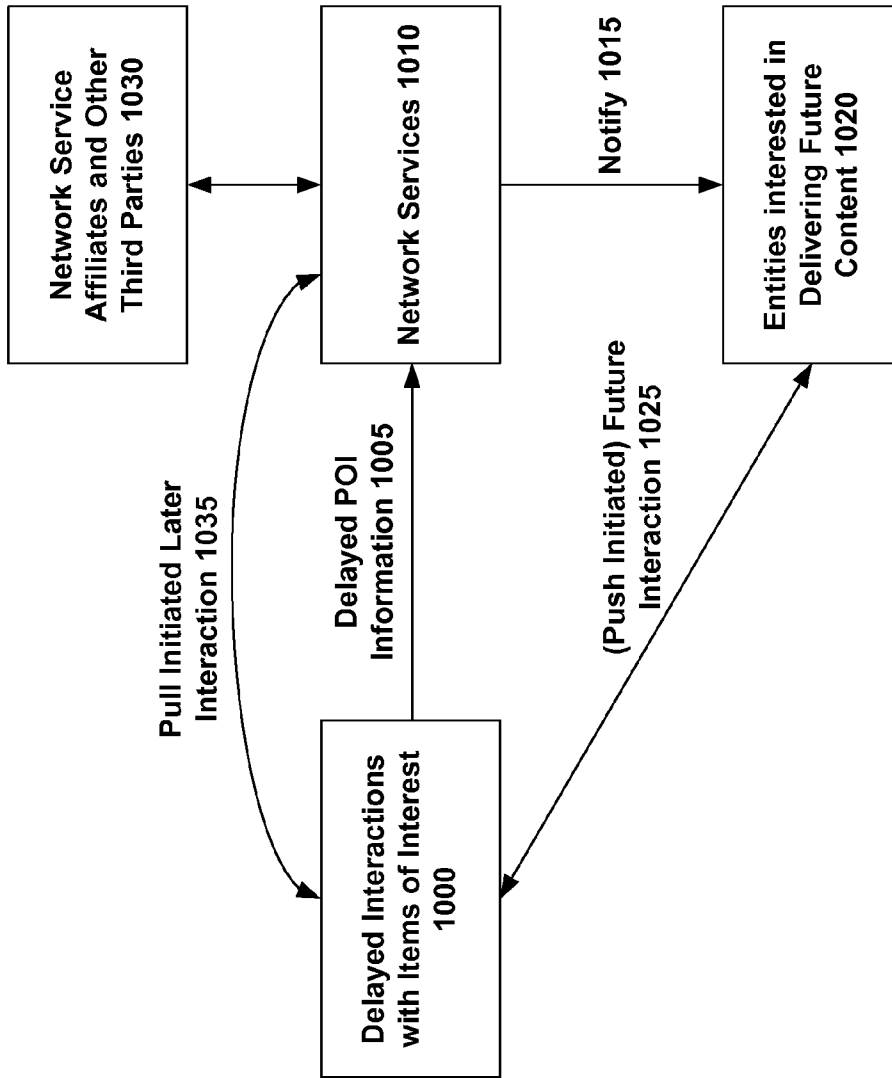 Network Service
Affiliates and Other
Third Parties 1030
Pull Initiated Later
Interaction 1035
Network Services 1010
Delayed POI
Information 1005
Delayed Interactions
with Items of Interest
1000
Notify 1015
(Push Initiated) Future
Interaction 1025
Entities interested in
Delivering Future
Content 1020